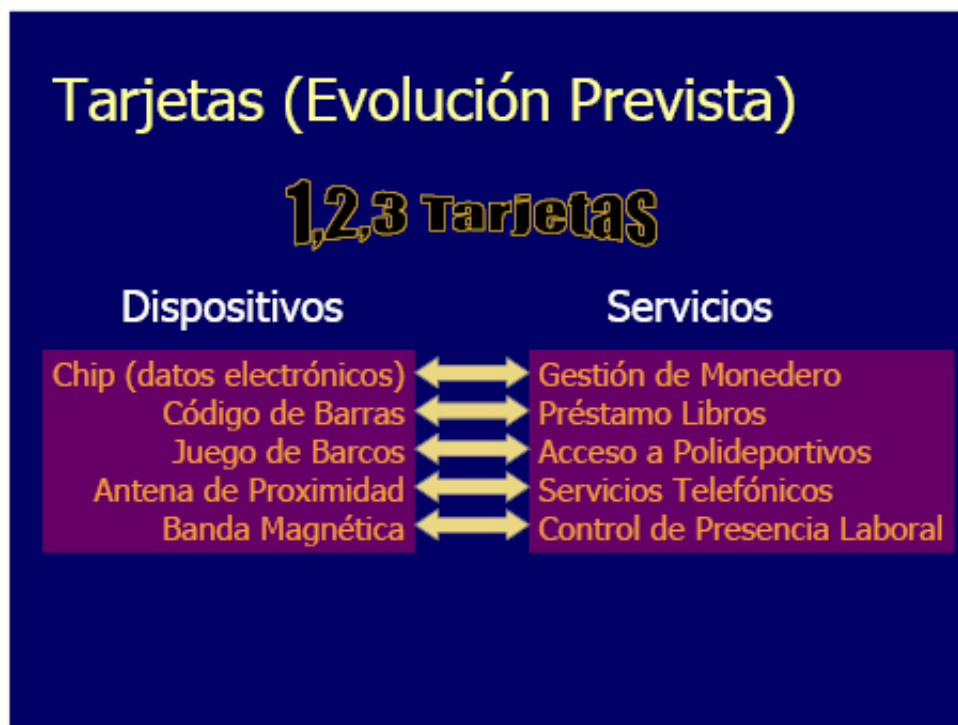 Tarjetas (Evolución Prevista)
1,2,3 Tarjetas
Dispositivos Servicios
Chip (datos electrónicos) Gestión de Monedero
Código de Barras Préstamo Libros
Juego de Barcos Acceso a Polideportivos
Antena de Proximidad Servicios Telefónicos
Banda Magnética Control de Presencia Laboral